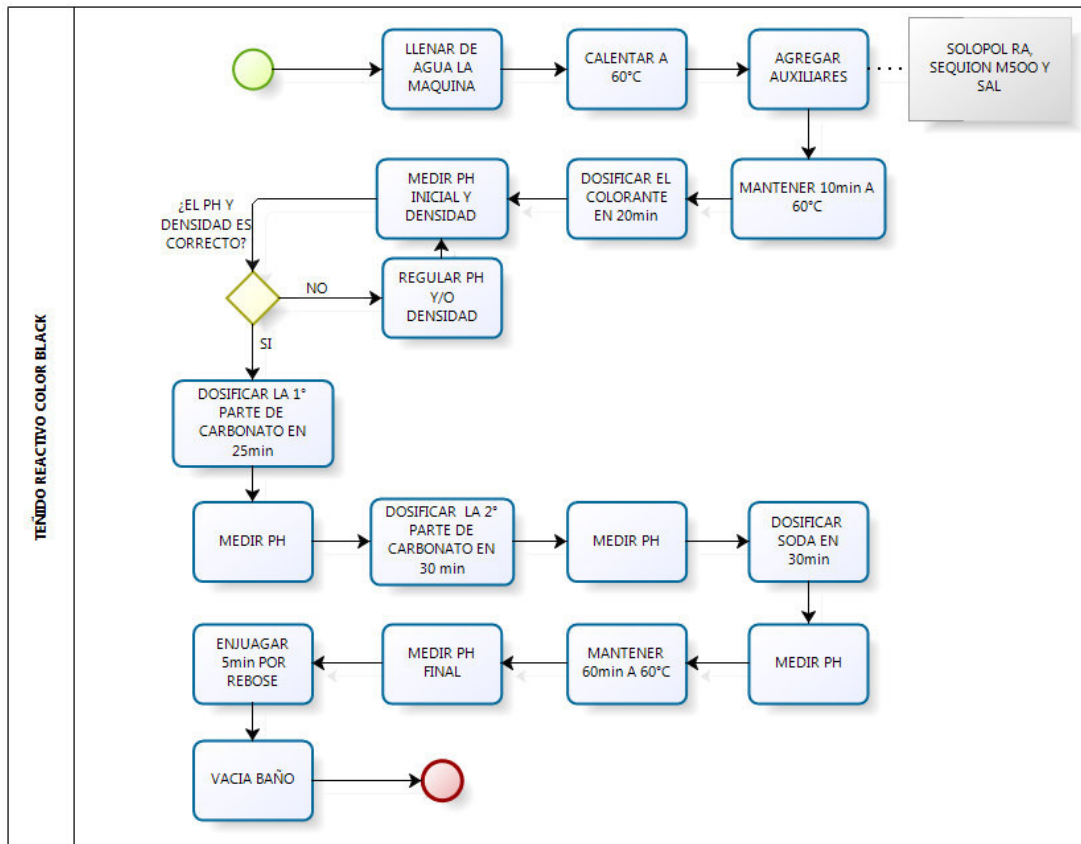 TEÑIDO REACTIVO COLOR BLACK
LLENAR DE
AGUA LA
MAQUINA
CALENTAR A
60°C
AGREGAR
AUXILIARES
SOLOPOL RA,
SEQUION M5OO Y
SAL
MANTENER 10min A
60°C
DOSIFICAR EL
COLORANTE
EN 20min
MEDIR PH
INICIAL Y
DENSIDAD
¿EL PH Y
DENSIDAD ES
CORRECTO?
NO
REGULAR PH
Y/O
DENSIDAD
SI
DOSIFICAR LA 1°
PARTE DE
CARBONATO EN
25min
MEDIR PH
DOSIFICAR LA 2°
PARTE DE
CARBONATO EN
30 min
MEDIR PH
DOSIFICAR
SODA EN
30min
MEDIR PH
MANTENER
60min A 60°C
MEDIR PH
FINAL
ENJUAGAR
5min POR
REBOSE
VACIA BAÑO